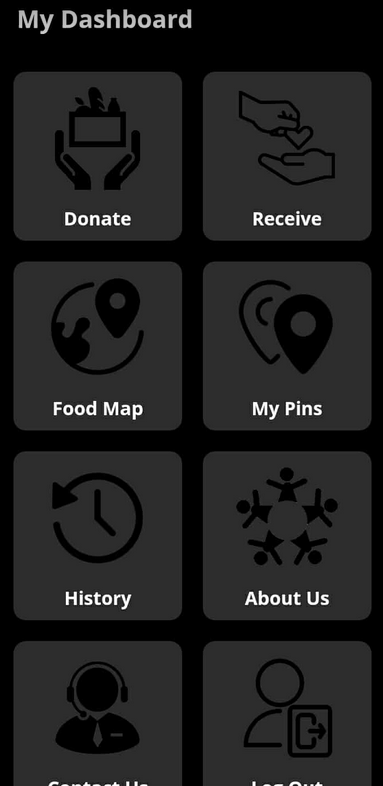 My Dashboard
Donate
Receive
Food Map
My Pins
History
About Us
Contact Us
Log Out